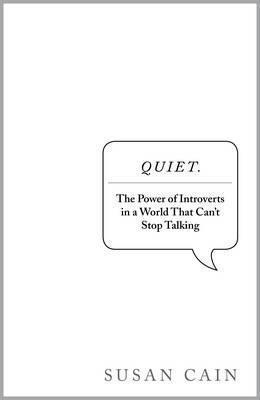 QUIET.
The Power of Introverts
in a World That Can't
Stop Talking
SUSAN CAIN